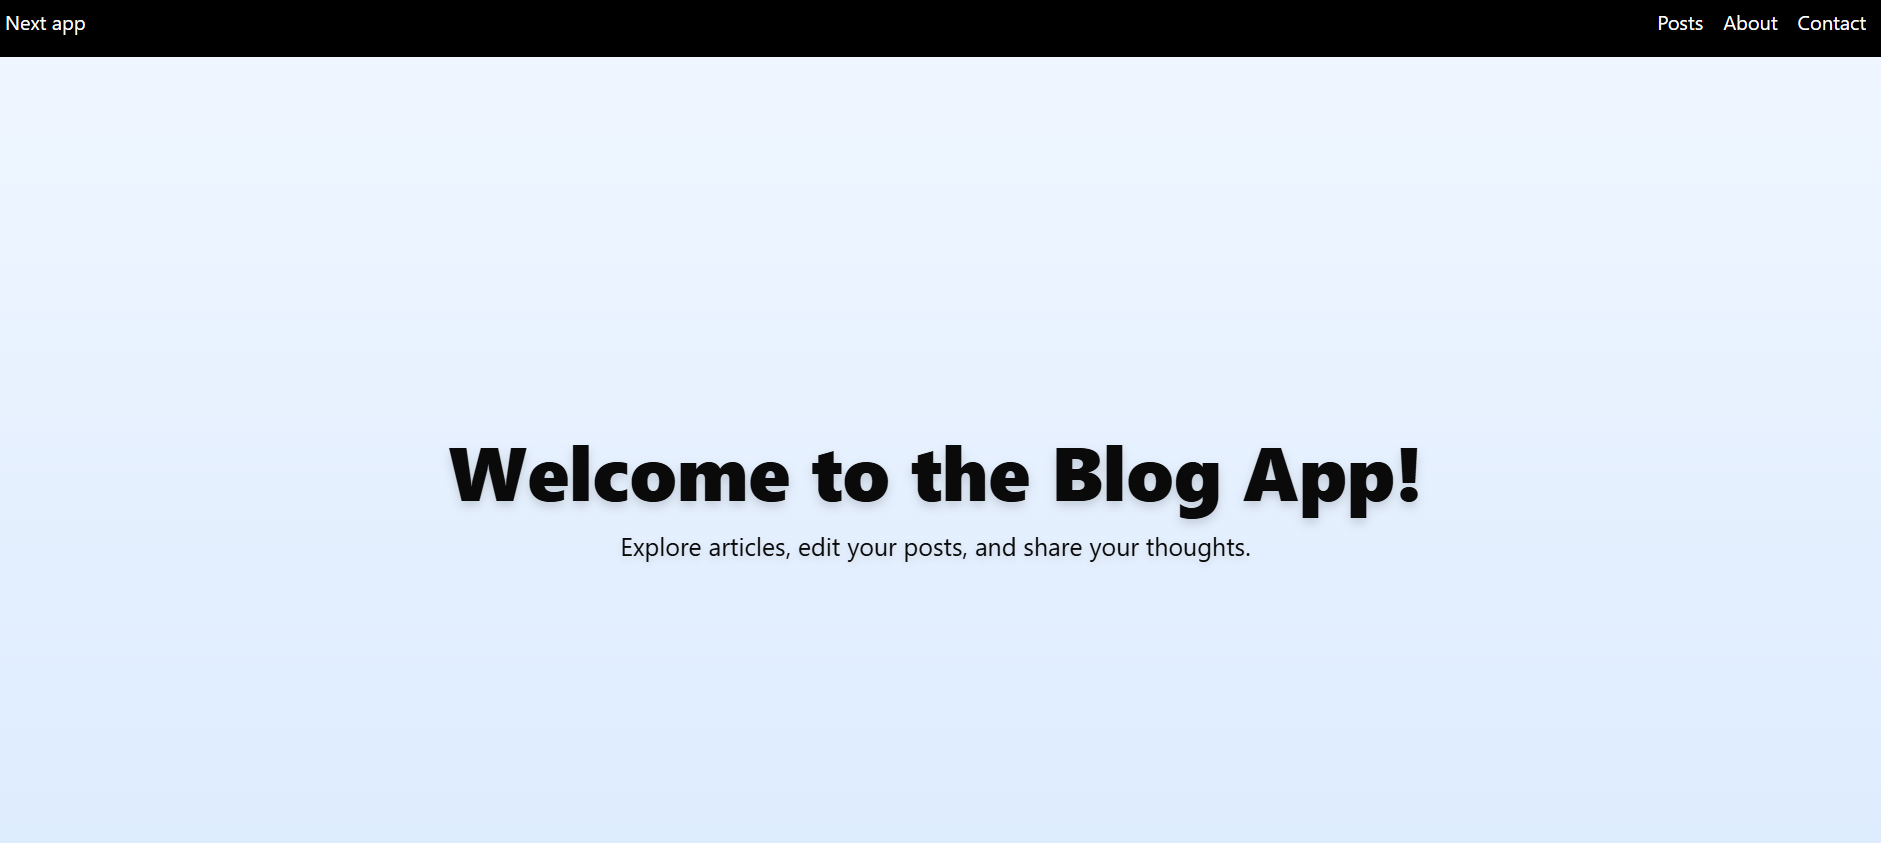 Next app Posts About Contact
Welcome to the Blog App!
Explore articles, edit your posts, and share your thoughts.